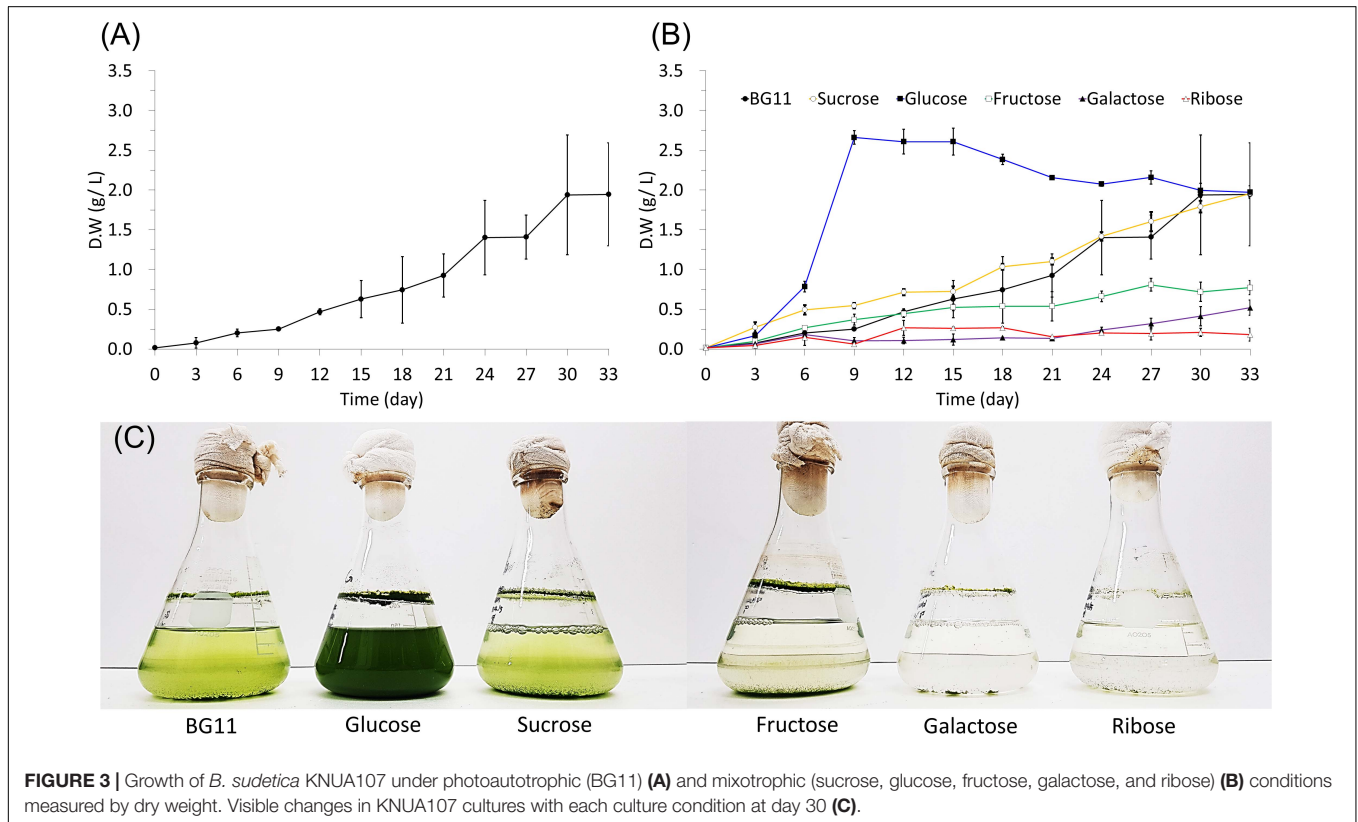 (A)
3.5
3.0
2.5
2.0
1.5
1.0
0.5
0.0
D.W (g/ L)
0 3 6 9 12 15 18 21 24 27 30 33
Time (day)
(B)
3.5
3.0
2.5
2.0
1.5
1.0
0.5
0.0
D.W (g/ L)
BG11 Sucrose Glucose Fructose Galactose Ribose
0 3 6 9 12 15 18 21 24 27 30 33
Time (day)
(C)
BG11 Glucose Sucrose Fructose Galactose Ribose
FIGURE 3 | Growth of B. sudetica KNUA107 under photoautotrophic (BG11) (A) and mixotrophic (sucrose, glucose, fructose, galactose, and ribose) (B) conditions
measured by dry weight. Visible changes in KNUA107 cultures with each culture condition at day 30 (C).